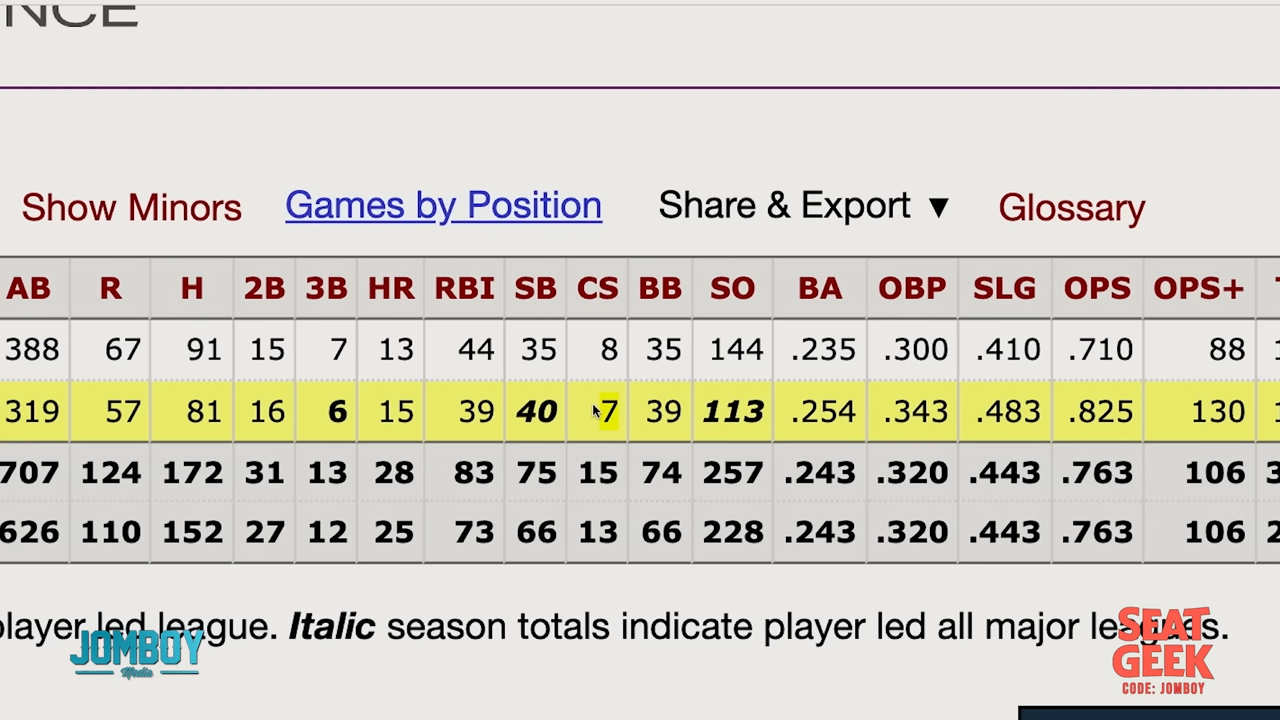 NCE
Show Minors Games by Position Share & Export ▼ Glossary
AB R H 2B 3B HR RBI SB CS BB SO BA OBP SLG OPS OPS+
388 67 91 15 7 13 44 35 8 35 144 .235 .300 .410 .710 88
319 57 81 16 6 15 39 40 7 39 113 .254 .343 .483 .825 130
707 124 172 31 13 28 83 75 15 74 257 .243 .320 .443 .763 106
626 110 152 27 12 25 73 66 13 66 228 .243 .320 .443 .763 106
player led league. Italic season totals indicate player led all major leagues.
JOMBOY
Media
SEAT
GEEK
CODE: JOMBOY